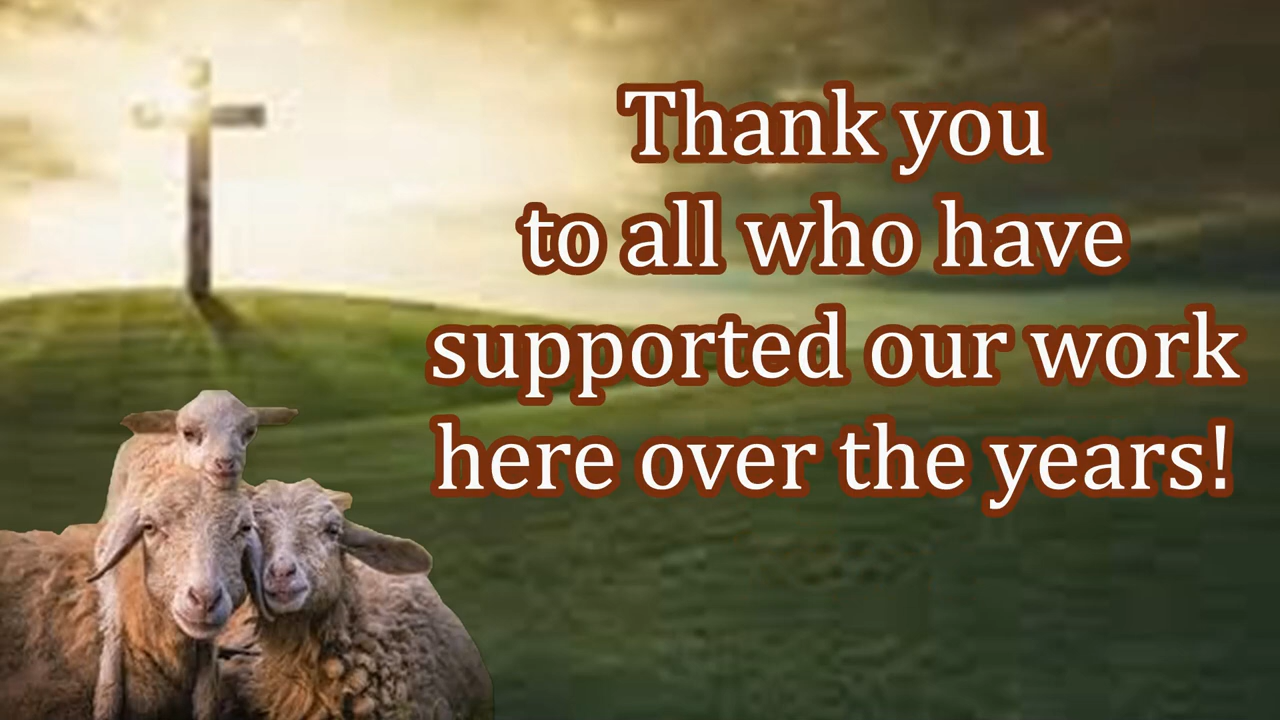 Thank you
to all who have
supported our work
here over the years!